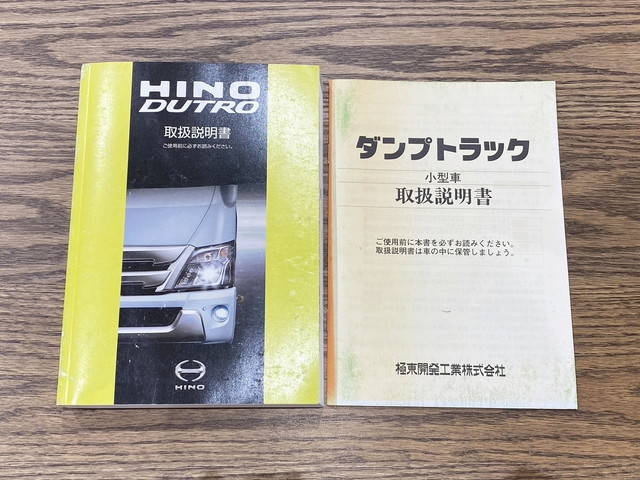 HINO
DUTRO
取扱説明書
ご使用前に必ずお読みください。
HINO
ダンプトラック
小型車
取扱説明書
ご使用前に本書を必ずお読みください。
取扱説明書は車の中に保管しましょう。
極東開発工業株式会社